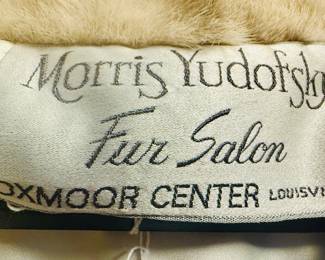 Morris Yudofsky
Fur Salon
OXMOOR CENTER LOUISV